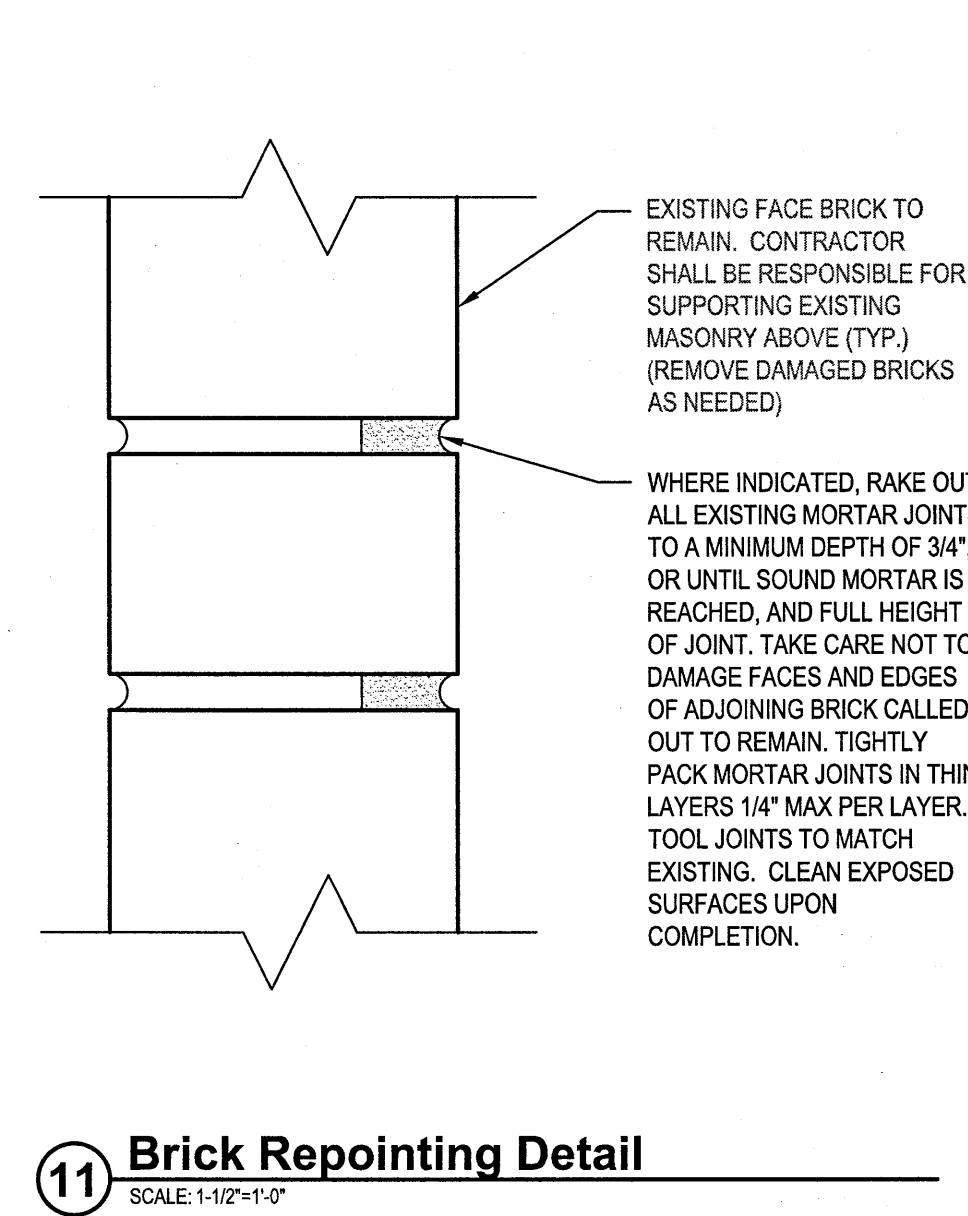 EXISTING FACE BRICK TO
REMAIN. CONTRACTOR
SHALL BE RESPONSIBLE FOR
SUPPORTING EXISTING
MASONRY ABOVE (TYP.)
(REMOVE DAMAGED BRICKS
AS NEEDED)
WHERE INDICATED, RAKE OUT
ALL EXISTING MORTAR JOINTS
TO A MINIMUM DEPTH OF 3/4",
OR UNTIL SOUND MORTAR IS
REACHED, AND FULL HEIGHT
OF JOINT. TAKE CARE NOT TO
DAMAGE FACES AND EDGES
OF ADJOINING BRICK CALLED
OUT TO REMAIN. TIGHTLY
PACK MORTAR JOINTS IN THIN
LAYERS 1/4" MAX PER LAYER.
TOOL JOINTS TO MATCH
EXISTING. CLEAN EXPOSED
SURFACES UPON
COMPLETION.
11 Brick Repointing Detail
SCALE: 1-1/2"=1'-0"